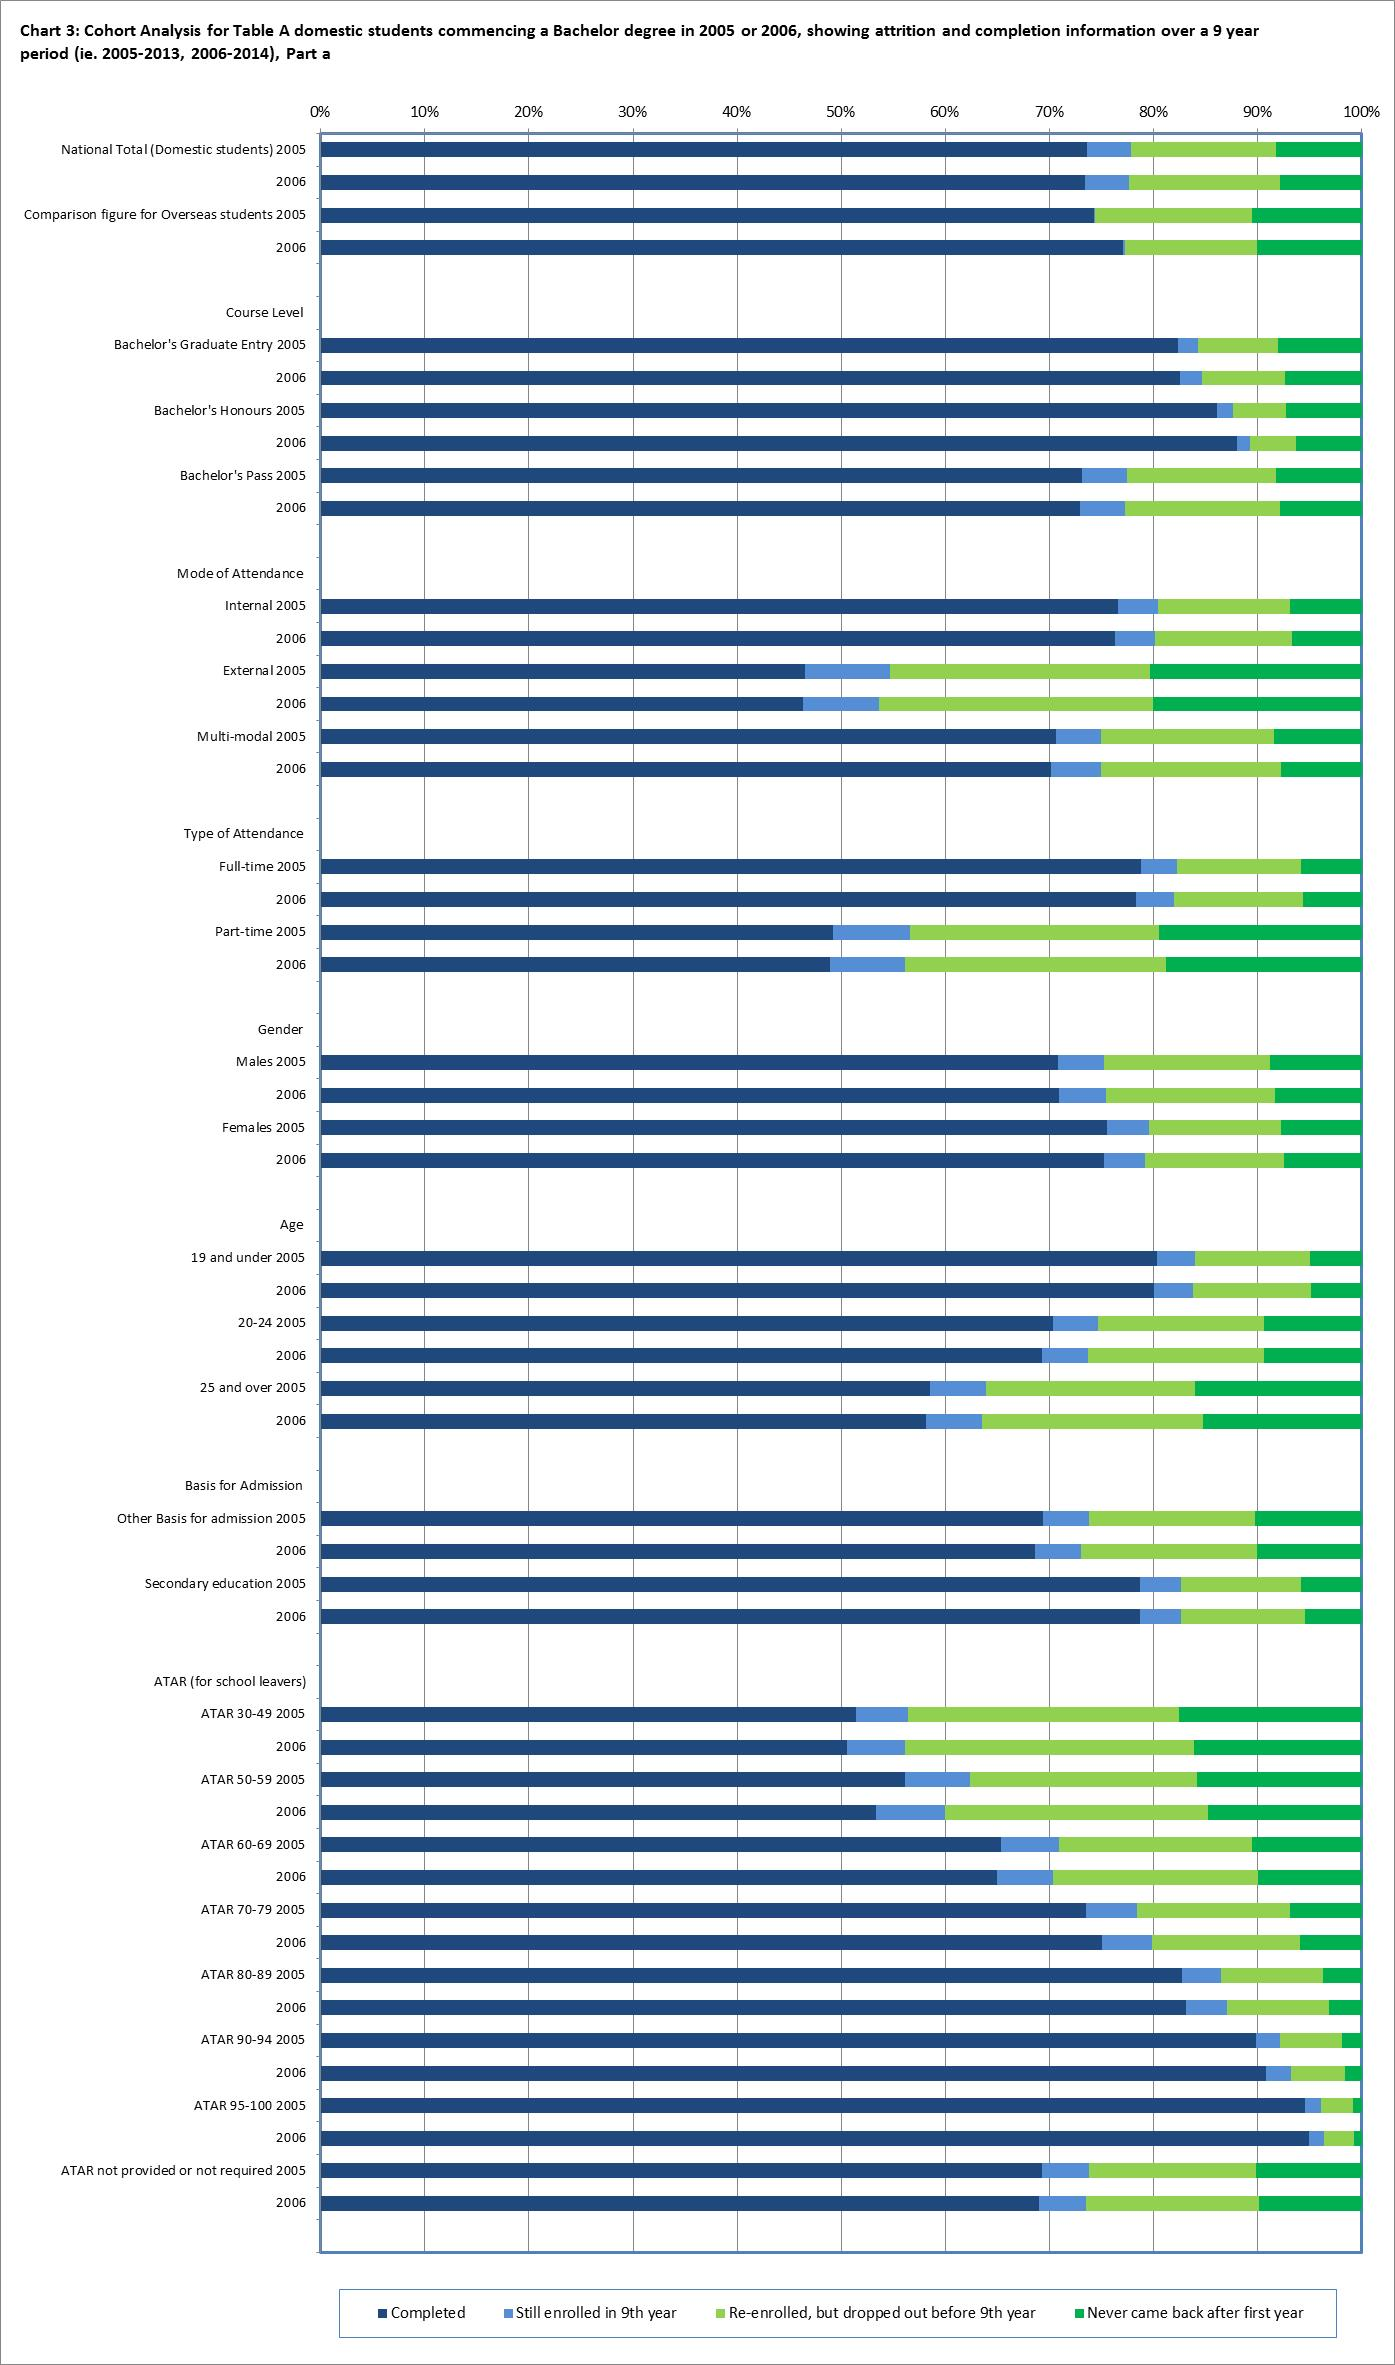 Chart 3: Cohort Analysis for Table A domestic students commencing a Bachelor degree in 2005 or 2006, showing attrition and completion information over a 9 year
period (ie. 2005-2013, 2006-2014), Part a
0% 10% 20% 30% 40% 50% 60% 70% 80% 90% 100%
National Total (Domestic students) 2005
2006
Comparison figure for Overseas students 2005
2006
Course Level
Bachelor's Graduate Entry 2005
2006
Bachelor's Honours 2005
2006
Bachelor's Pass 2005
2006
Mode of Attendance
Internal 2005
2006
External 2005
2006
Multi-modal 2005
2006
Type of Attendance
Full-time 2005
2006
Part-time 2005
2006
Gender
Males 2005
2006
Females 2005
2006
Age
19 and under 2005
2006
20-24 2005
2006
25 and over 2005
2006
Basis for Admission
Other Basis for admission 2005
2006
Secondary education 2005
2006
ATAR (for school leavers)
ATAR 30-49 2005
2006
ATAR 50-59 2005
2006
ATAR 60-69 2005
2006
ATAR 70-79 2005
2006
ATAR 80-89 2005
2006
ATAR 90-94 2005
2006
ATAR 95-100 2005
2006
ATAR not provided or not required 2005
2006
Completed Still enrolled in 9th year Re-enrolled, but dropped out before 9th year Never came back after first year